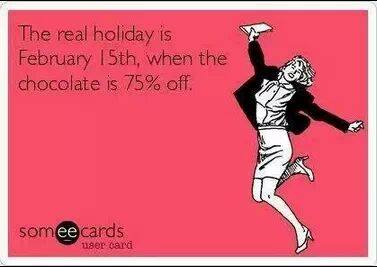 The real holiday is
February 15th, when the
chocolate is 75% off.
someecards
user card